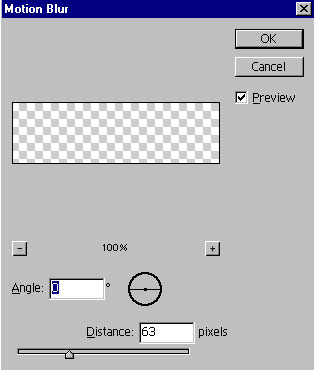 Motion Blur
OK
Cancel
Preview
- 100% +
Angle: 0 °
Distance: 63 pixels